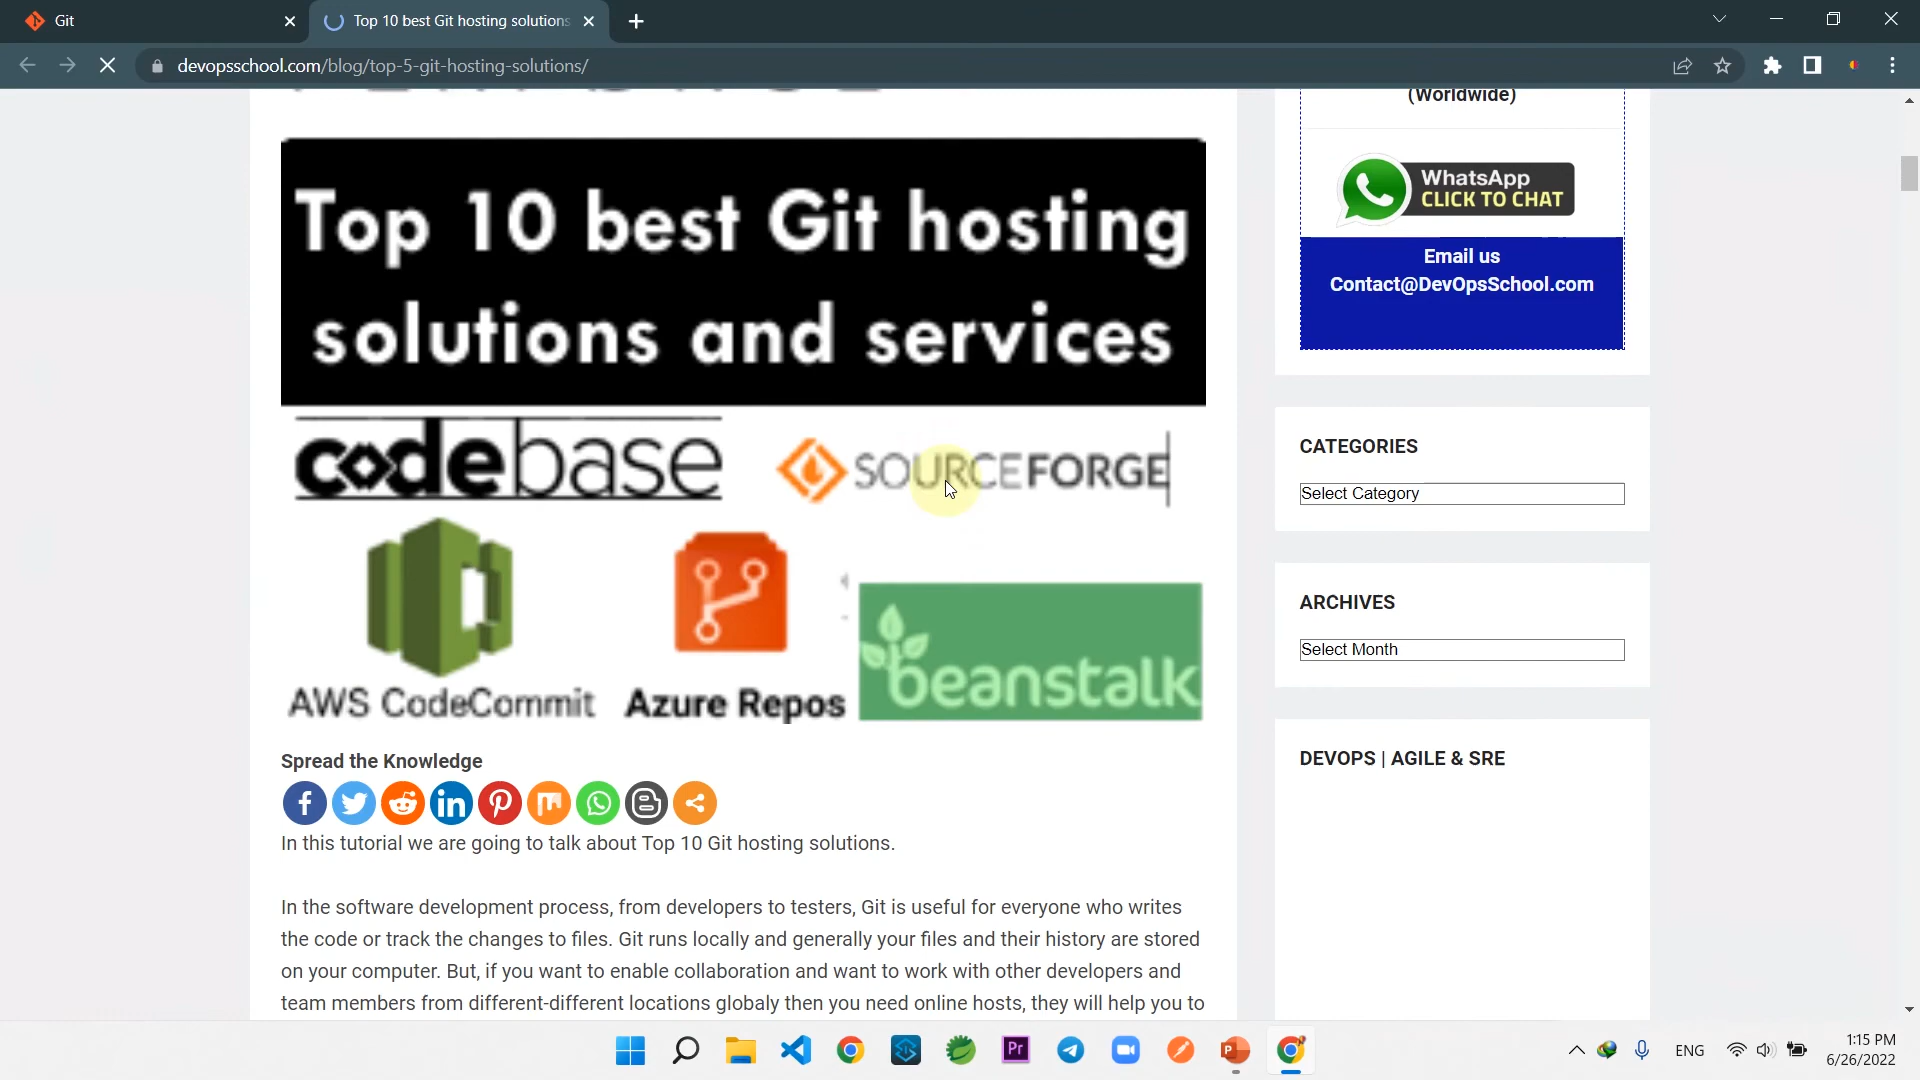 Git
Top 10 best Git hosting solutions
devopsschool.com/blog/top-5-git-hosting-solutions/
Top 10 best Git hosting
solutions and services
codebase
SOURCEFORGE
AWS CodeCommit
Azure Repos
beanstalk
Spread the Knowledge
In this tutorial we are going to talk about Top 10 Git hosting solutions.
In the software development process, from developers to testers, Git is useful for everyone who writes
the code or track the changes to files. Git runs locally and generally your files and their history are stored
on your computer. But, if you want to enable collaboration and want to work with other developers and
team members from different-different locations globaly then you need online hosts, they will help you to
(Worldwide)
WhatsApp
CLICK TO CHAT
Email us
Contact@DevOpsSchool.com
CATEGORIES
Select Category
ARCHIVES
Select Month
DEVOPS | AGILE & SRE
Pr
P
ENG
1:15 PM
6/26/2022